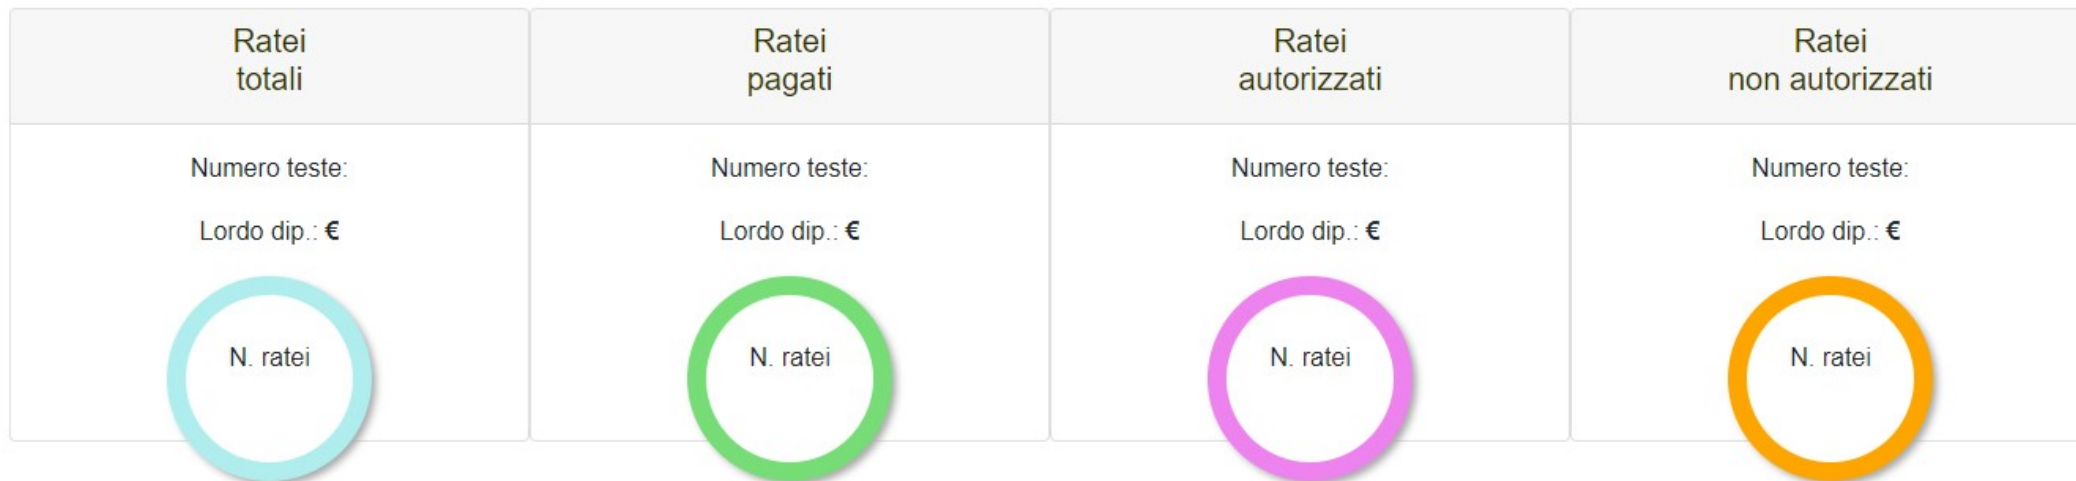 Ratei
totali
Numero teste:
Lordo dip.: €
N. ratei
Ratei
pagati
Numero teste:
Lordo dip.: €
N. ratei
Ratei
autorizzati
Numero teste:
Lordo dip.: €
N. ratei
Ratei
non autorizzati
Numero teste:
Lordo dip.: €
N. ratei